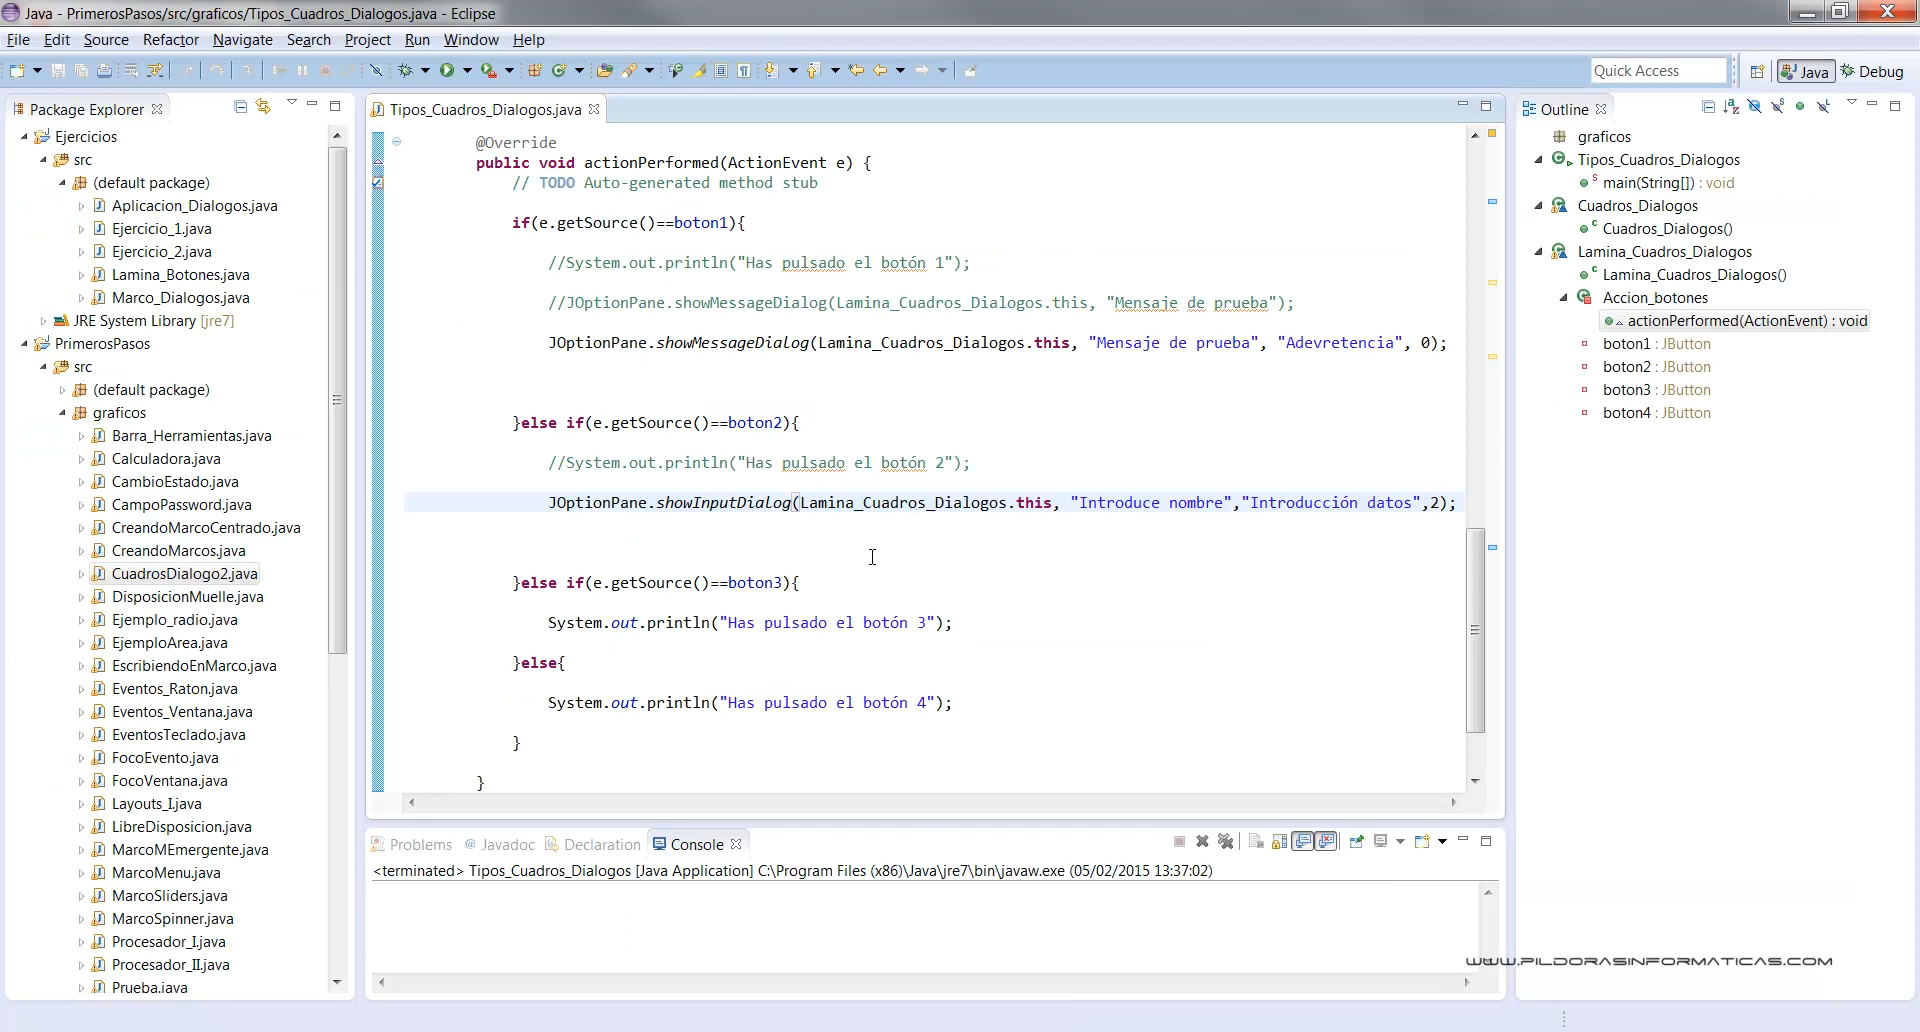 Java - PrimerosPasos/src/graficos/Tipos_Cuadros_Dialogos.java - Eclipse
File Edit Source Refactor Navigate Search Project Run Window Help
Quick Access
Java
Debug
Package Explorer
Ejercicios
src
(default package)
Aplicacion_Dialogos.java
Ejercicio_1.java
Ejercicio_2.java
Lamina_Botones.java
Marco_Dialogos.java
JRE System Library [jre7]
PrimerosPasos
src
(default package)
graficos
Barra_Herramientas.java
Calculadora.java
CambioEstado.java
CampoPassword.java
CreandoMarcoCentrado.java
CreandoMarcos.java
CuadrosDialogo2.java
DisposicionMuelle.java
Ejemplo_radio.java
EjemploArea.java
EscribiendoEnMarco.java
Eventos_Raton.java
Eventos_Ventana.java
EventosTeclado.java
FocoEvento.java
FocoVentana.java
Layouts_I.java
LibreDisposicion.java
MarcoMEmergente.java
MarcoMenu.java
MarcoSliders.java
MarcoSpinner.java
Procesador_I.java
Procesador_II.java
Prueba.java
Tipos_Cuadros_Dialogos.java
@Override
public void actionPerformed(ActionEvent e) {
// TODO Auto-generated method stub
if(e.getSource()==boton1){
//System.out.println("Has pulsado el botón 1");
//JOptionPane.showMessageDialog(Lamina_Cuadros_Dialogos.this, "Mensaje de prueba");
JOptionPane.showMessageDialog(Lamina_Cuadros_Dialogos.this, "Mensaje de prueba", "Adevretencia", 0);
}else if(e.getSource()==boton2){
//System.out.println("Has pulsado el botón 2");
JOptionPane.showInputDialog(Lamina_Cuadros_Dialogos.this, "Introduce nombre","Introducción datos",2);
}else if(e.getSource()==boton3){
System.out.println("Has pulsado el botón 3");
}else{
System.out.println("Has pulsado el botón 4");
}
}
Problems @ Javadoc Declaration Console
<terminated> Tipos_Cuadros_Dialogos [Java Application] C:\Program Files (x86)\Java\jre7\bin\javaw.exe (05/02/2015 13:37:02)
Outline
graficos
Tipos_Cuadros_Dialogos
main(String[]) : void
Cuadros_Dialogos
Cuadros_Dialogos()
Lamina_Cuadros_Dialogos
Lamina_Cuadros_Dialogos()
Accion_botones
actionPerformed(ActionEvent) : void
boton1 : JButton
boton2 : JButton
boton3 : JButton
boton4 : JButton
WWW.PILDORASINFORMATICAS.COM